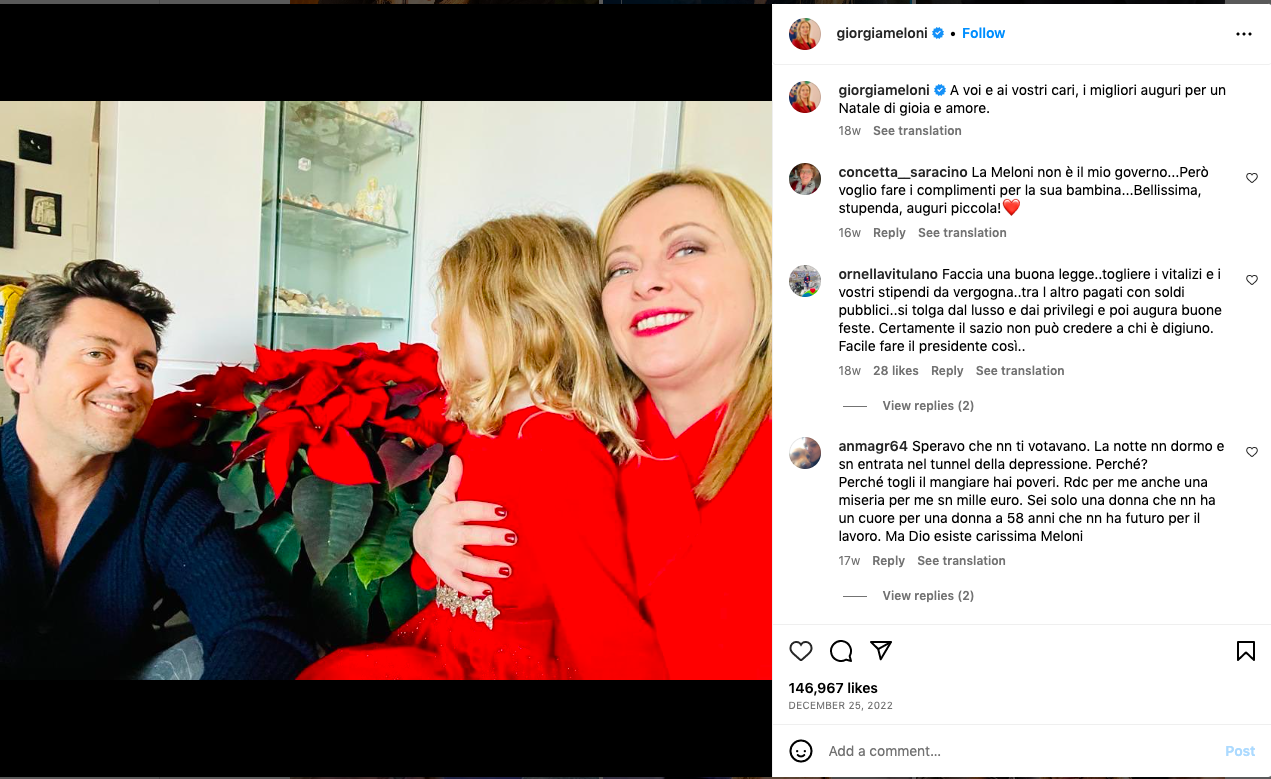 giorgiameloni • Follow
giorgiameloni A voi e ai vostri cari, i migliori auguri per un
Natale di gioia e amore.
18w See translation
concetta__saracino La Meloni non è il mio governo...Però
voglio fare i complimenti per la sua bambina...Bellissima,
stupenda, auguri piccola!❤️
16w Reply See translation
ornellavitulano Faccia una buona legge..togliere i vitalizi e i
vostri stipendi da vergogna..tra l altro pagati con soldi
pubblici..si tolga dal lusso e dai privilegi e poi augura buone
feste. Certamente il sazio non può credere a chi è digiuno.
Facile fare il presidente così..
18w 28 likes Reply See translation
View replies (2)
anmagr64 Speravo che nn ti votavano. La notte nn dormo e
sn entrata nel tunnel della depressione. Perché?
Perché togli il mangiare hai poveri. Rdc per me anche una
miseria per me sn mille euro. Sei solo una donna che nn ha
un cuore per una donna a 58 anni che nn ha futuro per il
lavoro. Ma Dio esiste carissima Meloni
17w Reply See translation
View replies (2)
146,967 likes
DECEMBER 25, 2022
Add a comment... Post